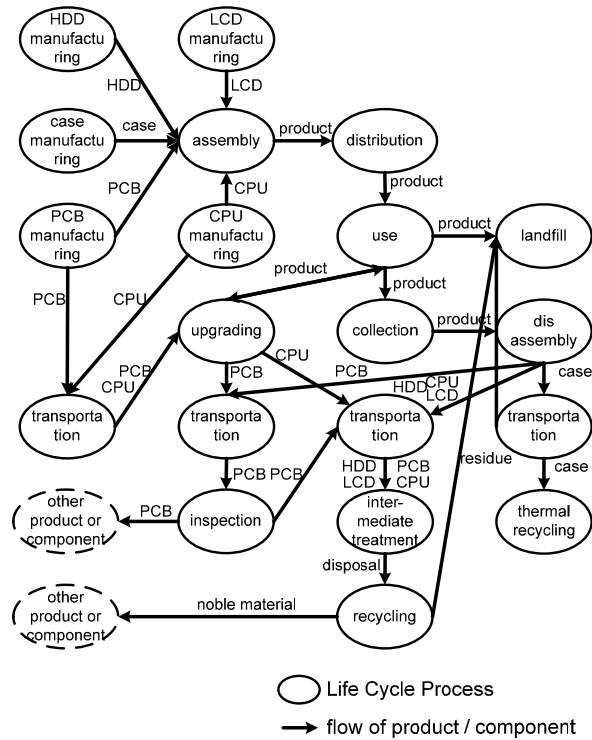 HDD
manufactu
ring
LCD
manufactu
ring
HDD
LCD
case
manufactu
ring
case
assembly
product
distribution
PCB
CPU
product
PCB
manufactu
ring
CPU
manufactu
ring
use
product
landfill
PCB
CPU
product
product
upgrading
collection
product
dis
assembly
PCB
CPU
PCB
CPU
PCB
HDD
CPU
LCD
case
transporta
tion
transporta
tion
transporta
tion
transporta
tion
PCB
PCB
HDD
LCD
PCB
CPU
residue
case
other
product or
component
PCB
inspection
inter-
mediate
treatment
thermal
recycling
disposal
other
product or
component
noble material
recycling
Life Cycle Process
flow of product / component